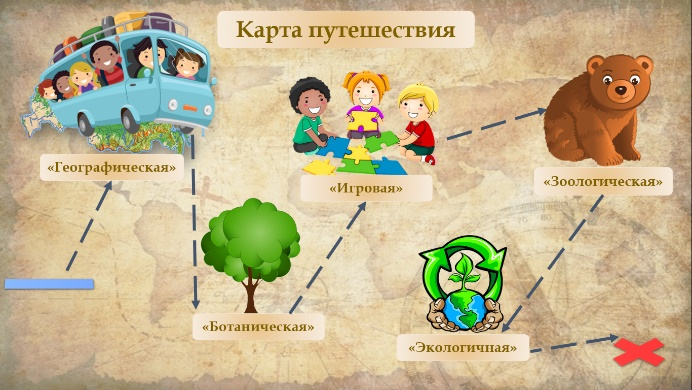 Карта путешествия
«Географическая»
«Ботаническая»
«Игровая»
«Зоологическая»
«Экологичная»